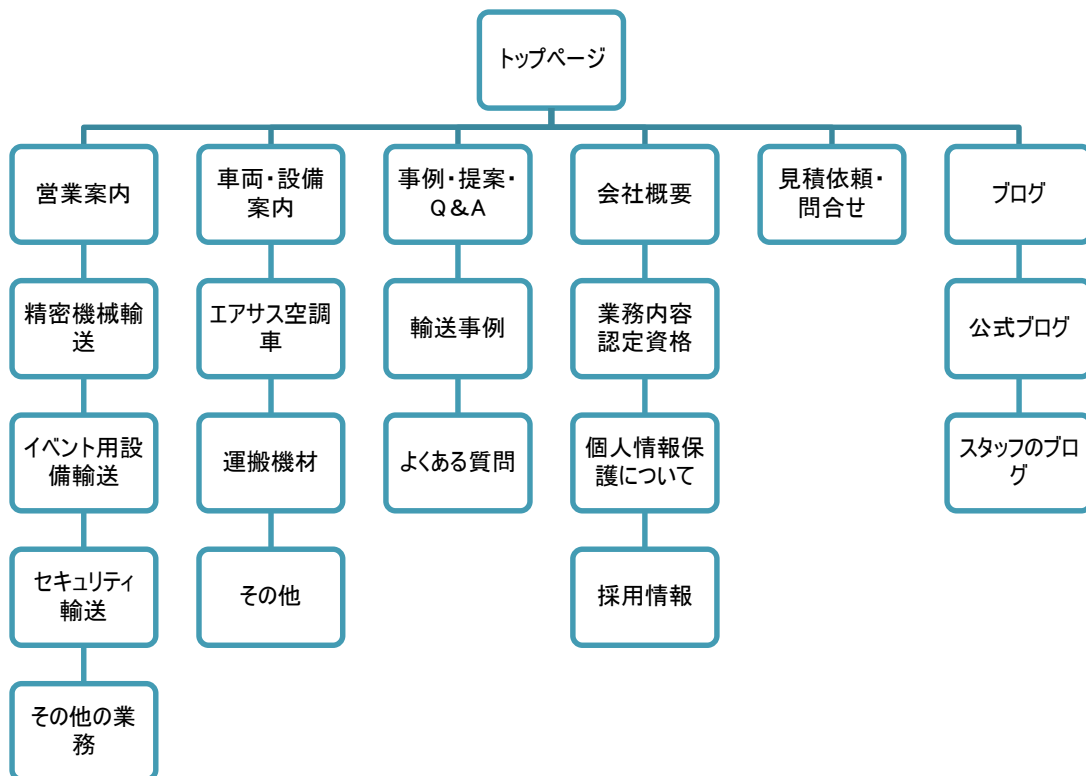 トップページ
営業案内
車両・設備
案内
事例・提案・
Q&A
会社概要
見積依頼・
問合せ
ブログ
精密機械輸
送
エアサス空調
車
輸送事例
業務内容
認定資格
公式ブログ
イベント用設
備輸送
運搬機材
よくある質問
個人情報保
護について
スタッフのブロ
グ
セキュリティ
輸送
その他
採用情報
その他の業
務